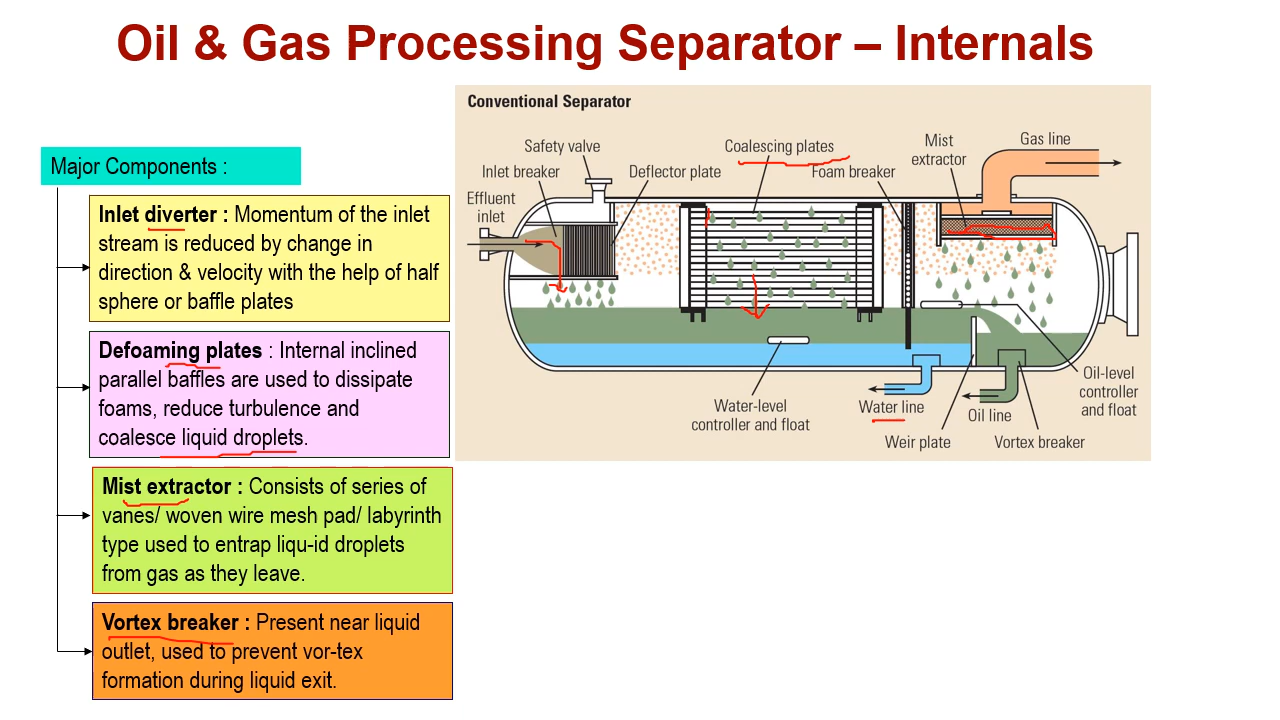 Oil & Gas Processing Separator – Internals
Major Components :
Inlet diverter : Momentum of the inlet
stream is reduced by change in
direction & velocity with the help of half
sphere or baffle plates
Defoaming plates : Internal inclined
parallel baffles are used to dissipate
foams, reduce turbulence and
coalesce liquid droplets.
Mist extractor : Consists of series of
vanes/ woven wire mesh pad/ labyrinth
type used to entrap liqu-id droplets
from gas as they leave.
Vortex breaker : Present near liquid
outlet, used to prevent vor-tex
formation during liquid exit.
Conventional Separator
Safety valve
Inlet breaker
Effluent
inlet
Deflector plate
Coalescing plates
Foam breaker
Mist
extractor
Gas line
Water-level
controller and float
Water line
Weir plate
Oil line
Vortex breaker
Oil-level
controller
and float